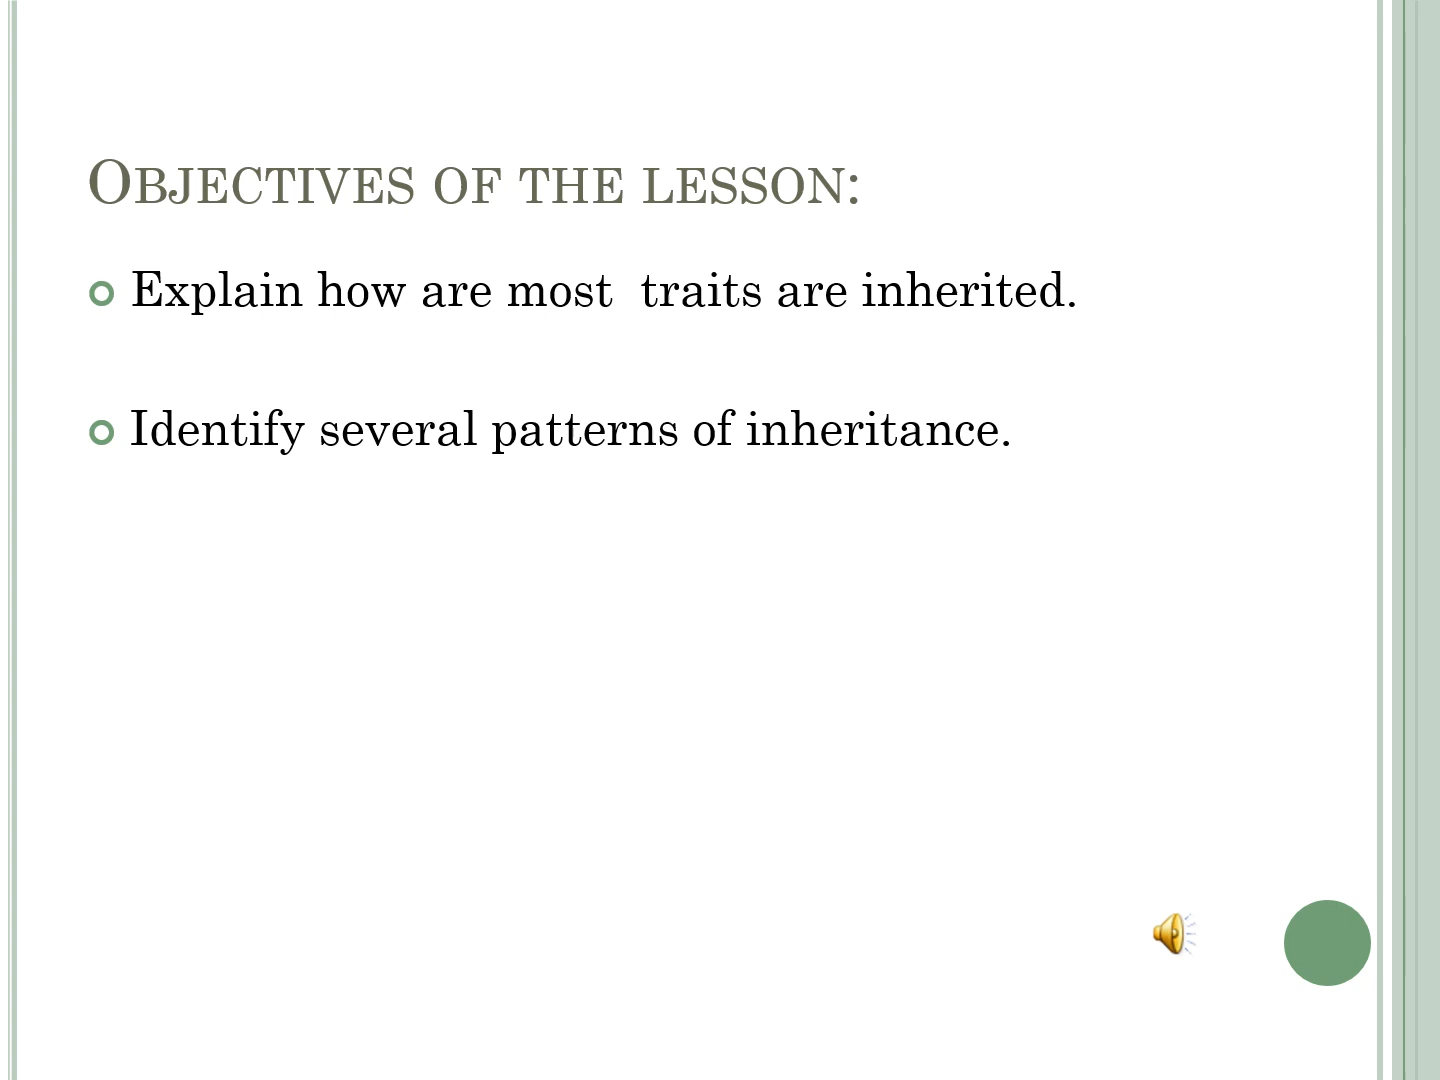 OBJECTIVES OF THE LESSON:
Explain how are most  traits are inherited.
Identify several patterns of inheritance.